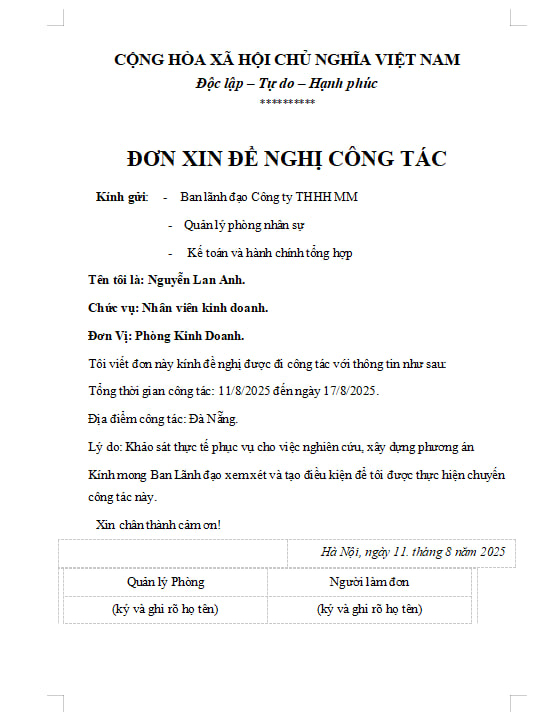 CỘNG HÒA XÃ HỘI CHỦ NGHĨA VIỆT NAM
Độc lập – Tự do – Hạnh phúc
**********
ĐƠN XIN ĐỀ NGHỊ CÔNG TÁC
Kính gửi: - Ban lãnh đạo Công ty THHH MM
- Quản lý phòng nhân sự
- Kế toán và hành chính tổng hợp
Tên tôi là: Nguyễn Lan Anh.
Chức vụ: Nhân viên kinh doanh.
Đơn Vị: Phòng Kinh Doanh.
Tôi viết đơn này kính đề nghị được đi công tác với thông tin như sau:
Tổng thời gian công tác: 11/8/2025 đến ngày 17/8/2025.
Địa điểm công tác: Đà Nẵng.
Lý do: Khảo sát thực tế phục vụ cho việc nghiên cứu, xây dựng phương án
Kính mong Ban Lãnh đạo xem xét và tạo điều kiện để tôi được thực hiện chuyến
công tác này.
Xin chân thành cảm ơn!
Hà Nội, ngày 11. tháng 8 năm 2025
Quản lý Phòng Người làm đơn
(ký và ghi rõ họ tên) (ký và ghi rõ họ tên)